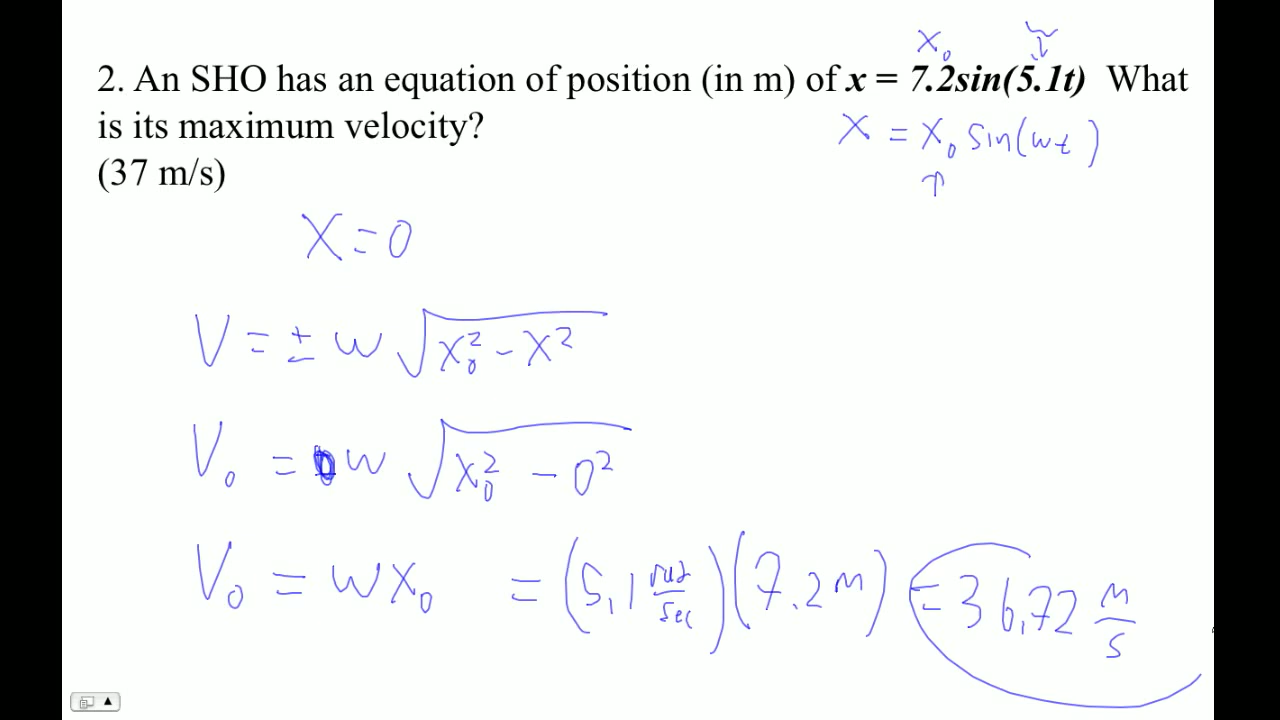 2. An SHO has an equation of position (in m) of x = 7.2sin(5.1t) What
is its maximum velocity?
(37 m/s)
x₀
x = x₀ sin(ωt)
↑
x = 0
V = ± ω √(x₀² - x²)
V₀ = ω √(x₀² - 0²)
V₀ = ωx₀ = (5.1 rad/sec)(7.2 m) = 36.72 m/s